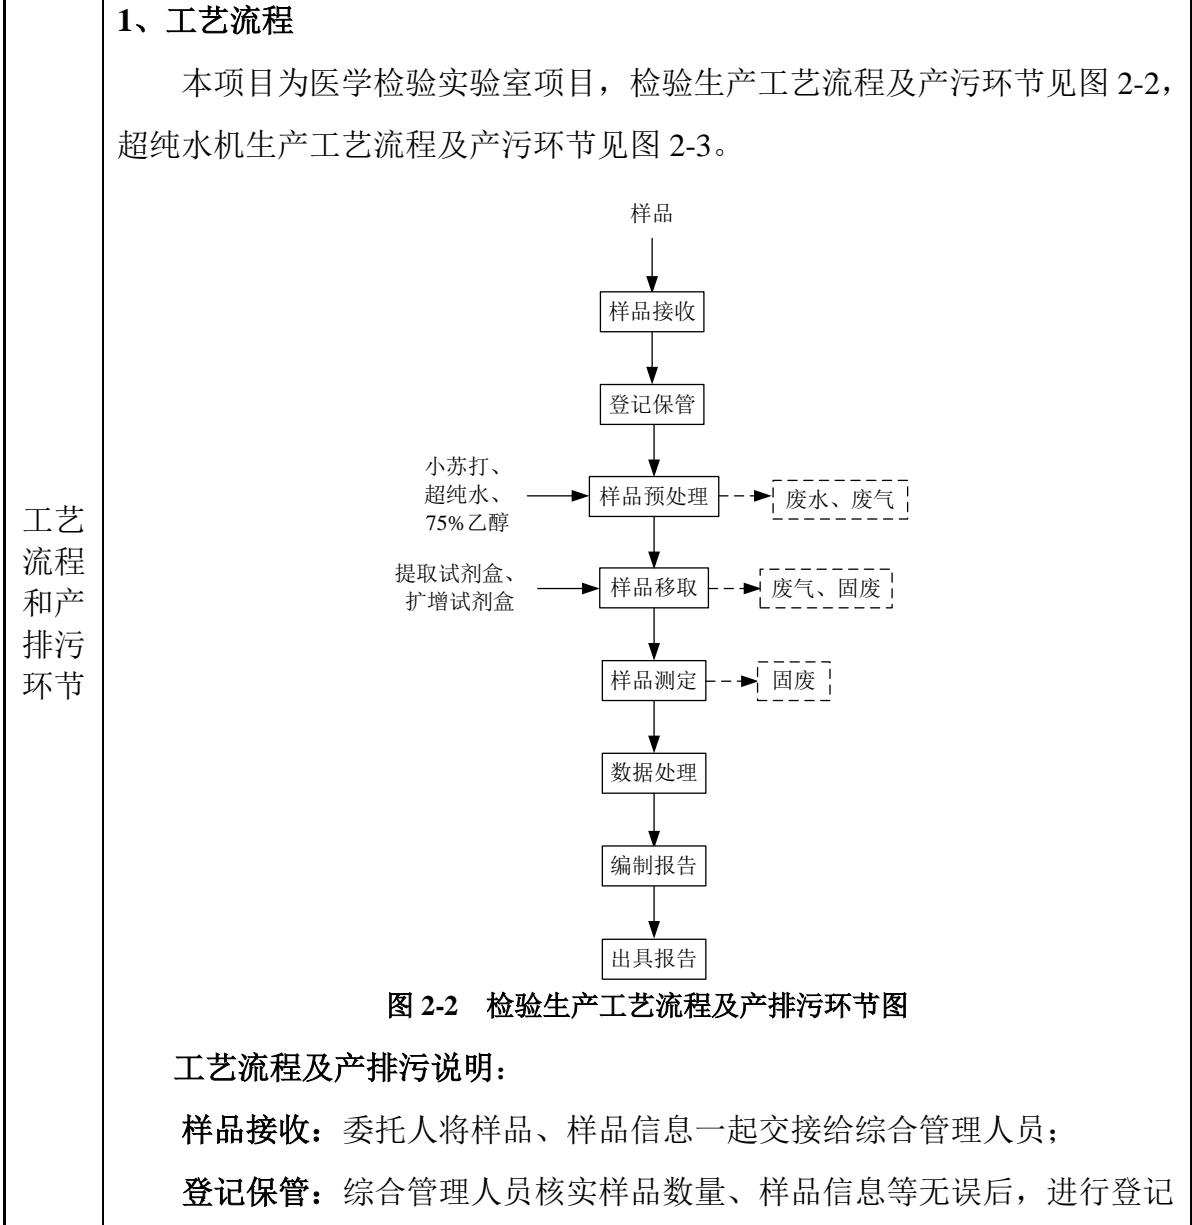 工艺
流程
和产
排污
环节
1、工艺流程
本项目为医学检验实验室项目，检验生产工艺流程及产污环节见图 2-2，
超纯水机生产工艺流程及产污环节见图 2-3。
样品
样品接收
登记保管
小苏打、
超纯水、
75%乙醇
样品预处理
废水、废气
提取试剂盒、
扩增试剂盒
样品移取
废气、固废
样品测定
固废
数据处理
编制报告
出具报告
图 2-2 检验生产工艺流程及产排污环节图
工艺流程及产排污说明：
样品接收：委托人将样品、样品信息一起交接给综合管理人员；
登记保管：综合管理人员核实样品数量、样品信息等无误后，进行登记